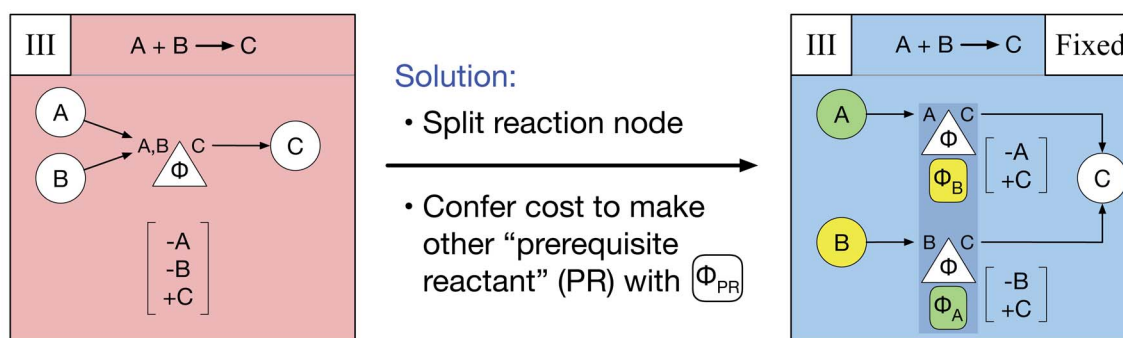 III
A + B → C
A
B
A,B
C
Φ
C
-A
-B
+C
Solution:
• Split reaction node
• Confer cost to make
other “prerequisite
reactant” (PR) with Φ_PR
III
A + B → C
Fixed
A
A C
Φ
Φ_B
-A
+C
C
B
B C
Φ
Φ_A
-B
+C